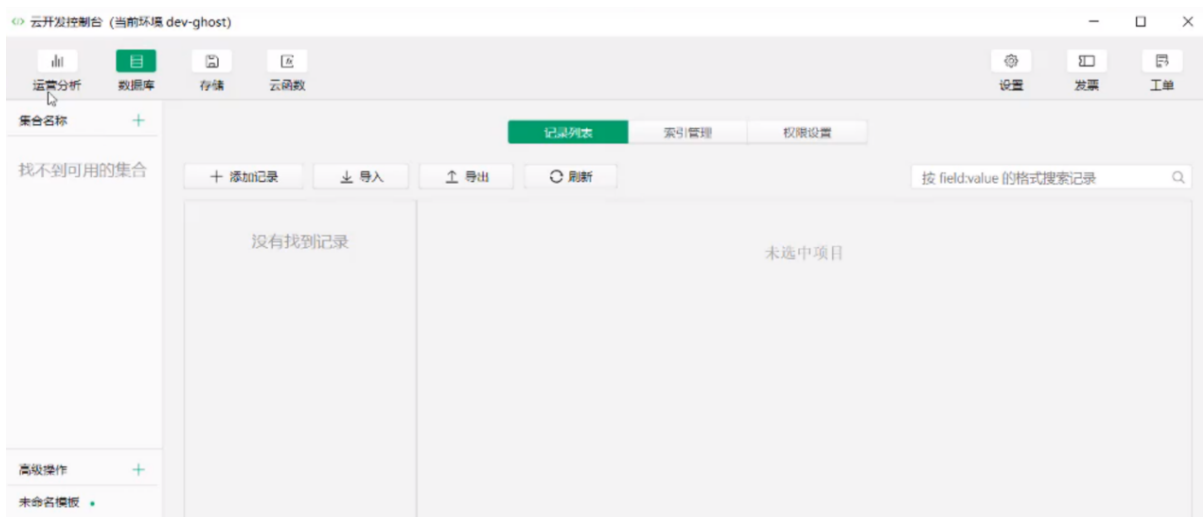 云开发控制台 (当前环境 dev-ghost)
运营分析 数据库 存储 云函数 设置 发票 工单
集合名称
记录列表 索引管理 权限设置
找不到可用的集合
添加记录 导入 导出 刷新 按 field:value 的格式搜索记录
没有找到记录
未选中项目
高级操作
未命名模板